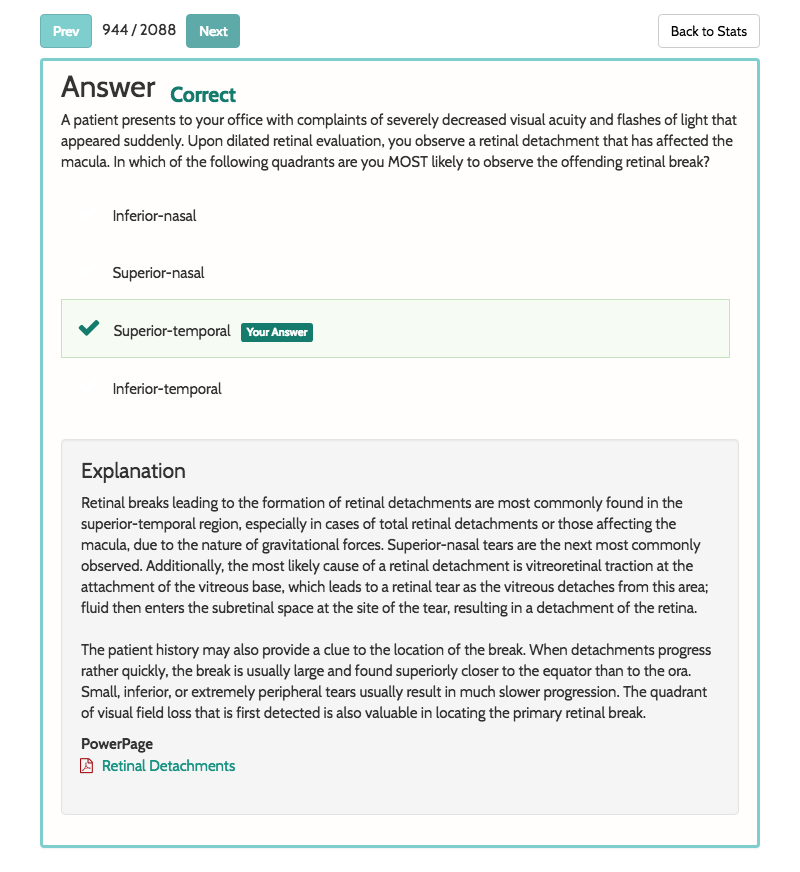 Prev 944 / 2088 Next Back to Stats
Answer Correct
A patient presents to your office with complaints of severely decreased visual acuity and flashes of light that
appeared suddenly. Upon dilated retinal evaluation, you observe a retinal detachment that has affected the
macula. In which of the following quadrants are you MOST likely to observe the offending retinal break?
Inferior-nasal
Superior-nasal
Superior-temporal Your Answer
Inferior-temporal
Explanation
Retinal breaks leading to the formation of retinal detachments are most commonly found in the
superior-temporal region, especially in cases of total retinal detachments or those affecting the
macula, due to the nature of gravitational forces. Superior-nasal tears are the next most commonly
observed. Additionally, the most likely cause of a retinal detachment is vitreoretinal traction at the
attachment of the vitreous base, which leads to a retinal tear as the vitreous detaches from this area;
fluid then enters the subretinal space at the site of the tear, resulting in a detachment of the retina.
The patient history may also provide a clue to the location of the break. When detachments progress
rather quickly, the break is usually large and found superiorly closer to the equator than to the ora.
Small, inferior, or extremely peripheral tears usually result in much slower progression. The quadrant
of visual field loss that is first detected is also valuable in locating the primary retinal break.
PowerPage
Retinal Detachments